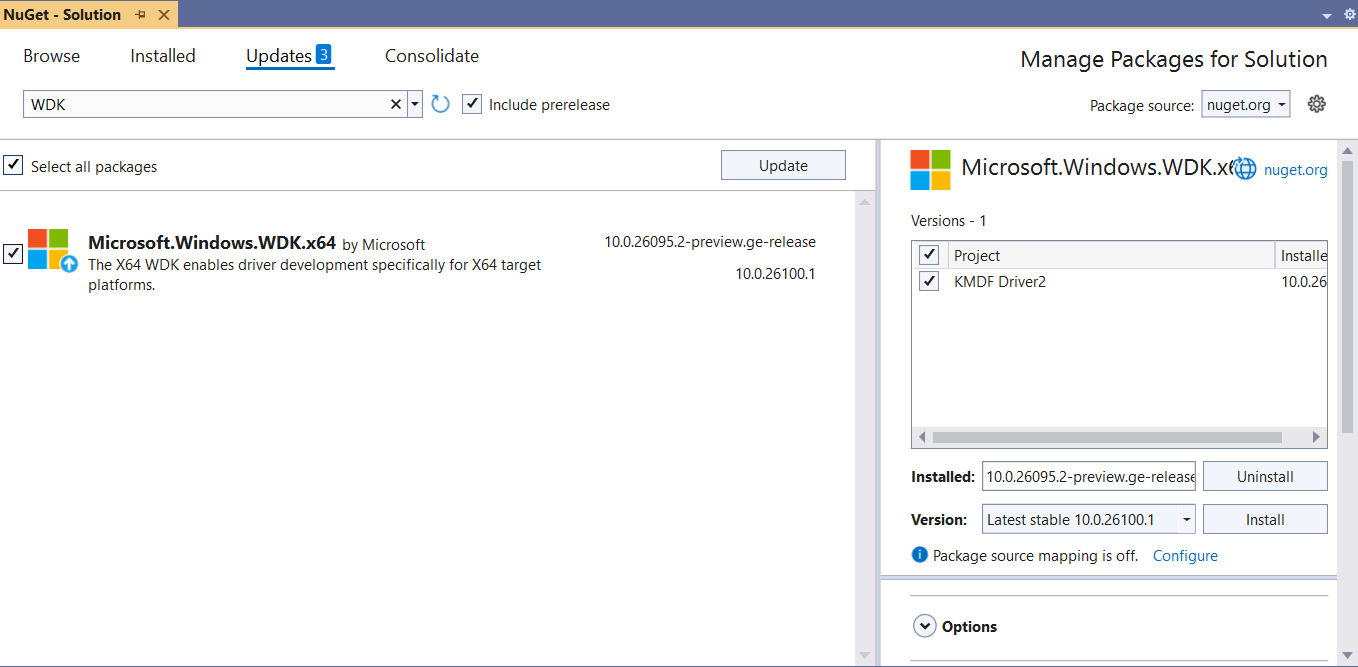 NuGet - Solution
Browse Installed Updates 3 Consolidate
Manage Packages for Solution
WDK
Include prerelease
Package source: nuget.org
Select all packages
Update
Microsoft.Windows.WDK.x64 by Microsoft
The X64 WDK enables driver development specifically for X64 target
platforms.
10.0.26095.2-preview.ge-release
10.0.26100.1
Microsoft.Windows.WDK.x6
nuget.org
Versions - 1
Project Installe
KMDF Driver2 10.0.26
Installed: 10.0.26095.2-preview.ge-release Uninstall
Version: Latest stable 10.0.26100.1 Install
Package source mapping is off. Configure
Options